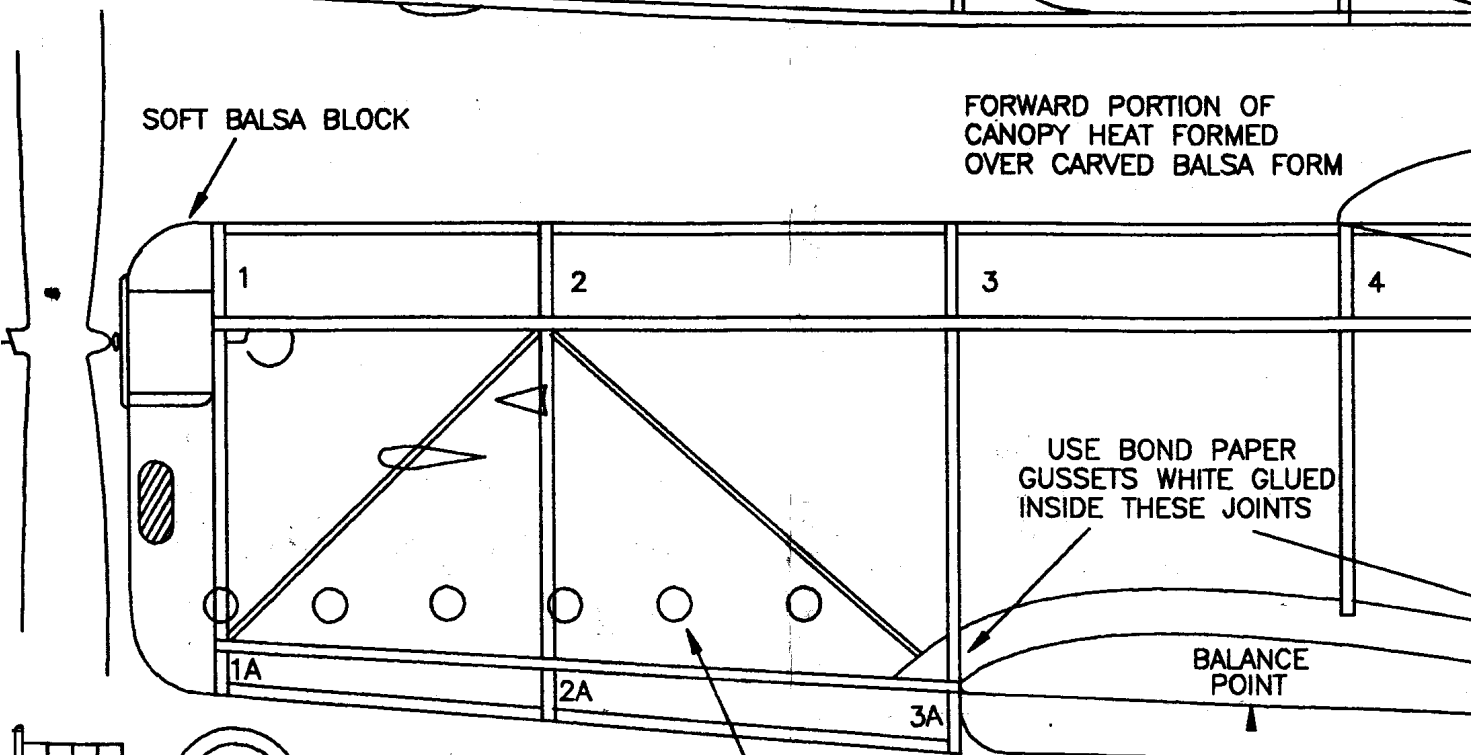 SOFT BALSA BLOCK
FORWARD PORTION OF
CANOPY HEAT FORMED
OVER CARVED BALSA FORM
1
2
3
4
USE BOND PAPER
GUSSETS WHITE GLUED
INSIDE THESE JOINTS
1A
2A
3A
BALANCE
POINT